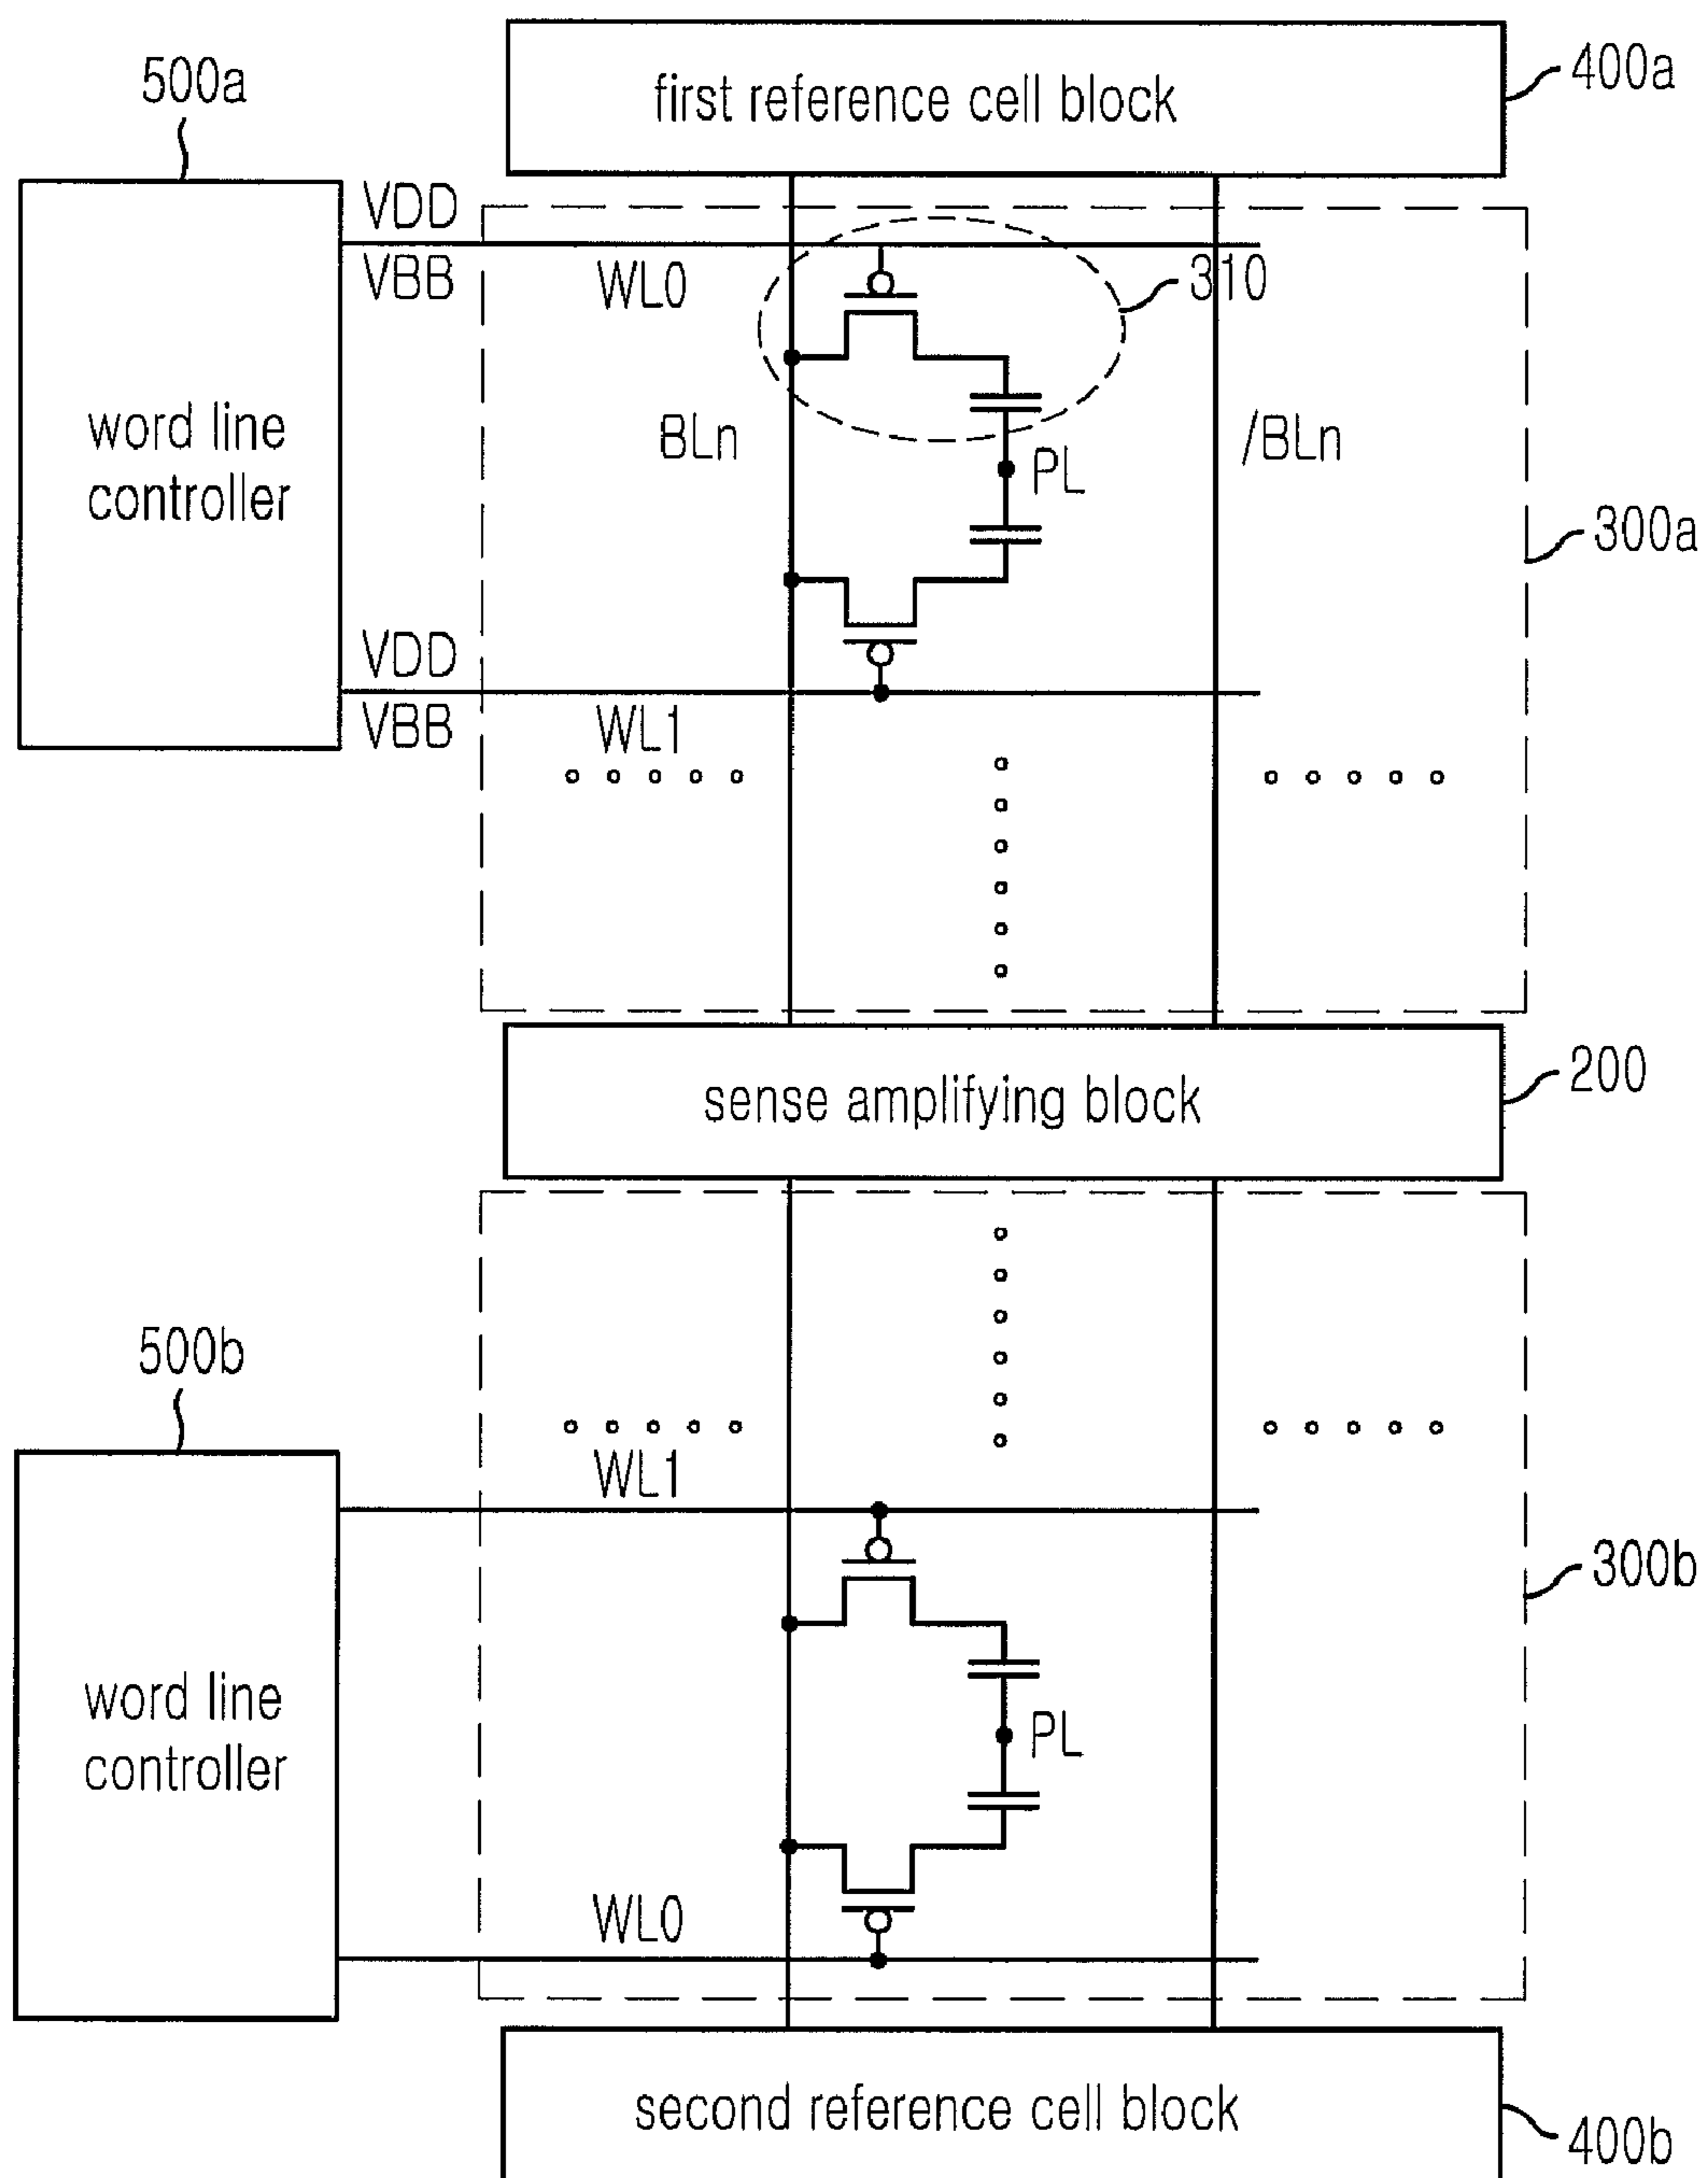 first reference cell block
400a
500a
VDD
VBB
WL0
310
word line
controller
BLn
/BLn
PL
300a
VDD
VBB
WL1
200
sense amplifying block
500b
WL1
300b
word line
controller
PL
WL0
second reference cell block
400b